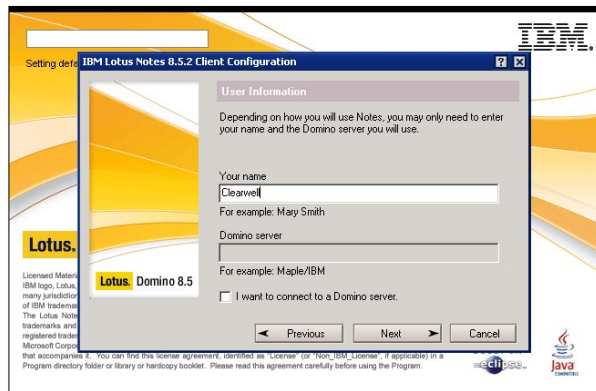 IBM.
Setting defa
IBM Lotus Notes 8.5.2 Client Configuration
User Information
Depending on how you will use Notes, you may only need to enter
your name and the Domino server you will use.
Your name
Clearwell
For example: Mary Smith
Domino server
For example: Maple/IBM
I want to connect to a Domino server.
Lotus. Domino 8.5
Previous
Next
Cancel
Lotus.
Licensed Materi
IBM logo, Lotus,
many jurisdiction
of IBM trademar
The Lotus Note
trademarks and
registered trader
Microsoft Corpor
that accompanies it. You can find this license agreement, identified as "License" (or "Non_IBM_License", if applicable) in a
Program directory folder or library or hardcopy booklet. Please read this agreement carefully before using the Program.
eclipse
Java
COMPATIBLE